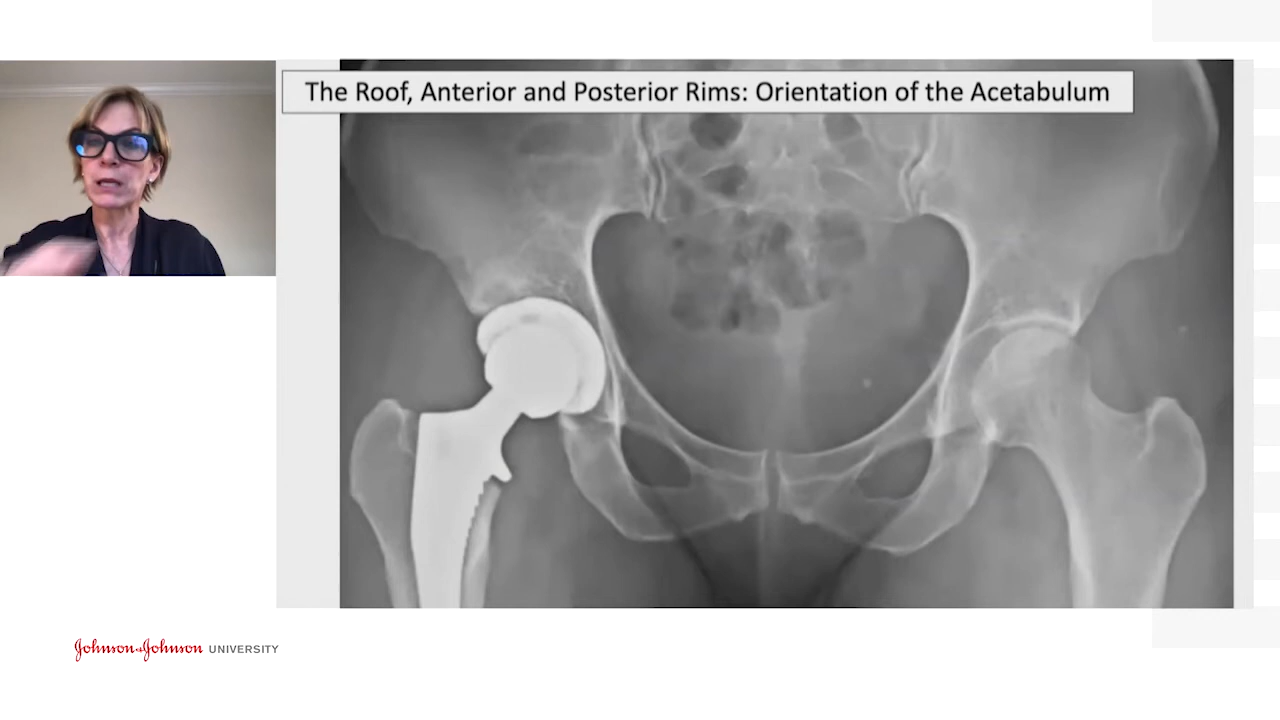 The Roof, Anterior and Posterior Rims: Orientation of the Acetabulum
Johnson & Johnson UNIVERSITY